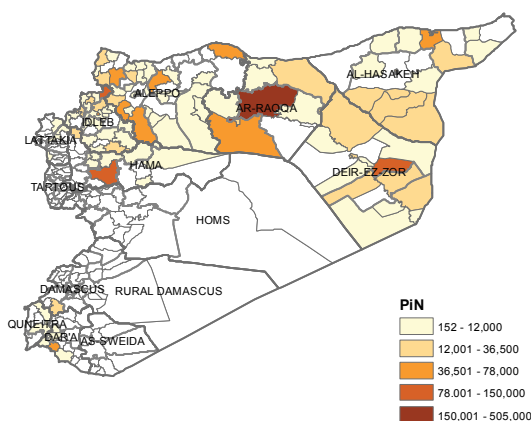 AL-HASAKEH
ALEPPO
AR-RAQQA
IDLEB
LATTAKIA
HAMA
DEIR-EZ-ZOR
TARTOUS
HOMS
DAMASCUS
RURAL DAMASCUS
QUNEITRA
DAR'A
AS-SWEIDA
PiN
152 - 12,000
12,001 - 36,500
36,501 - 78,000
78.001 - 150,000
150,001 - 505,000